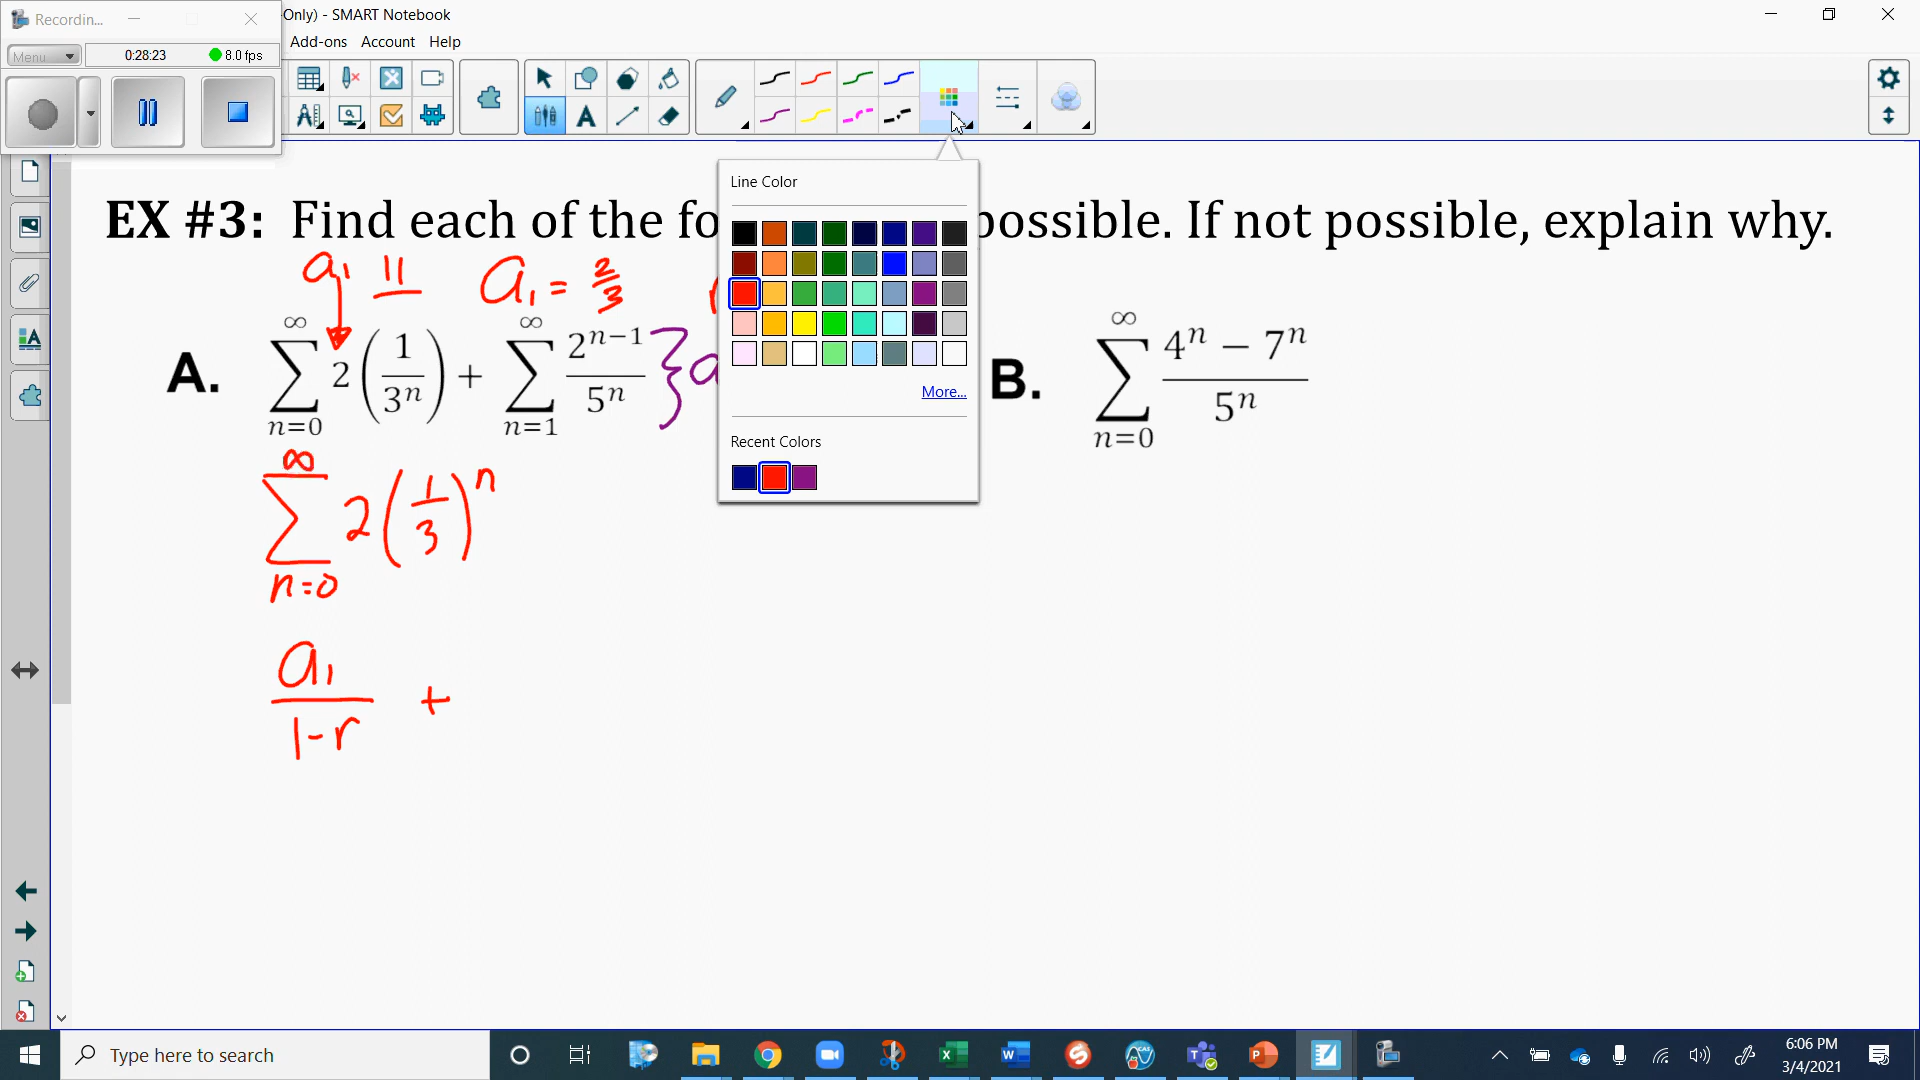 Recordin...
Only) - SMART Notebook
Menu
0:28:23
8.0 fps
Add-ons Account Help
Line Color
More...
Recent Colors
EX #3: Find each of the fo possible. If not possible, explain why.
a₁ 11 a₁ = 2/3
A. ∞ ∑ n=0 2(1/3ⁿ) + ∞ ∑ n=1 2ⁿ⁻¹/5ⁿ } a
B. ∞ ∑ n=0 4ⁿ − 7ⁿ/5ⁿ
∞ ∑ n=0 2(1/3)ⁿ
a₁/1-r +
Type here to search
6:06 PM
3/4/2021